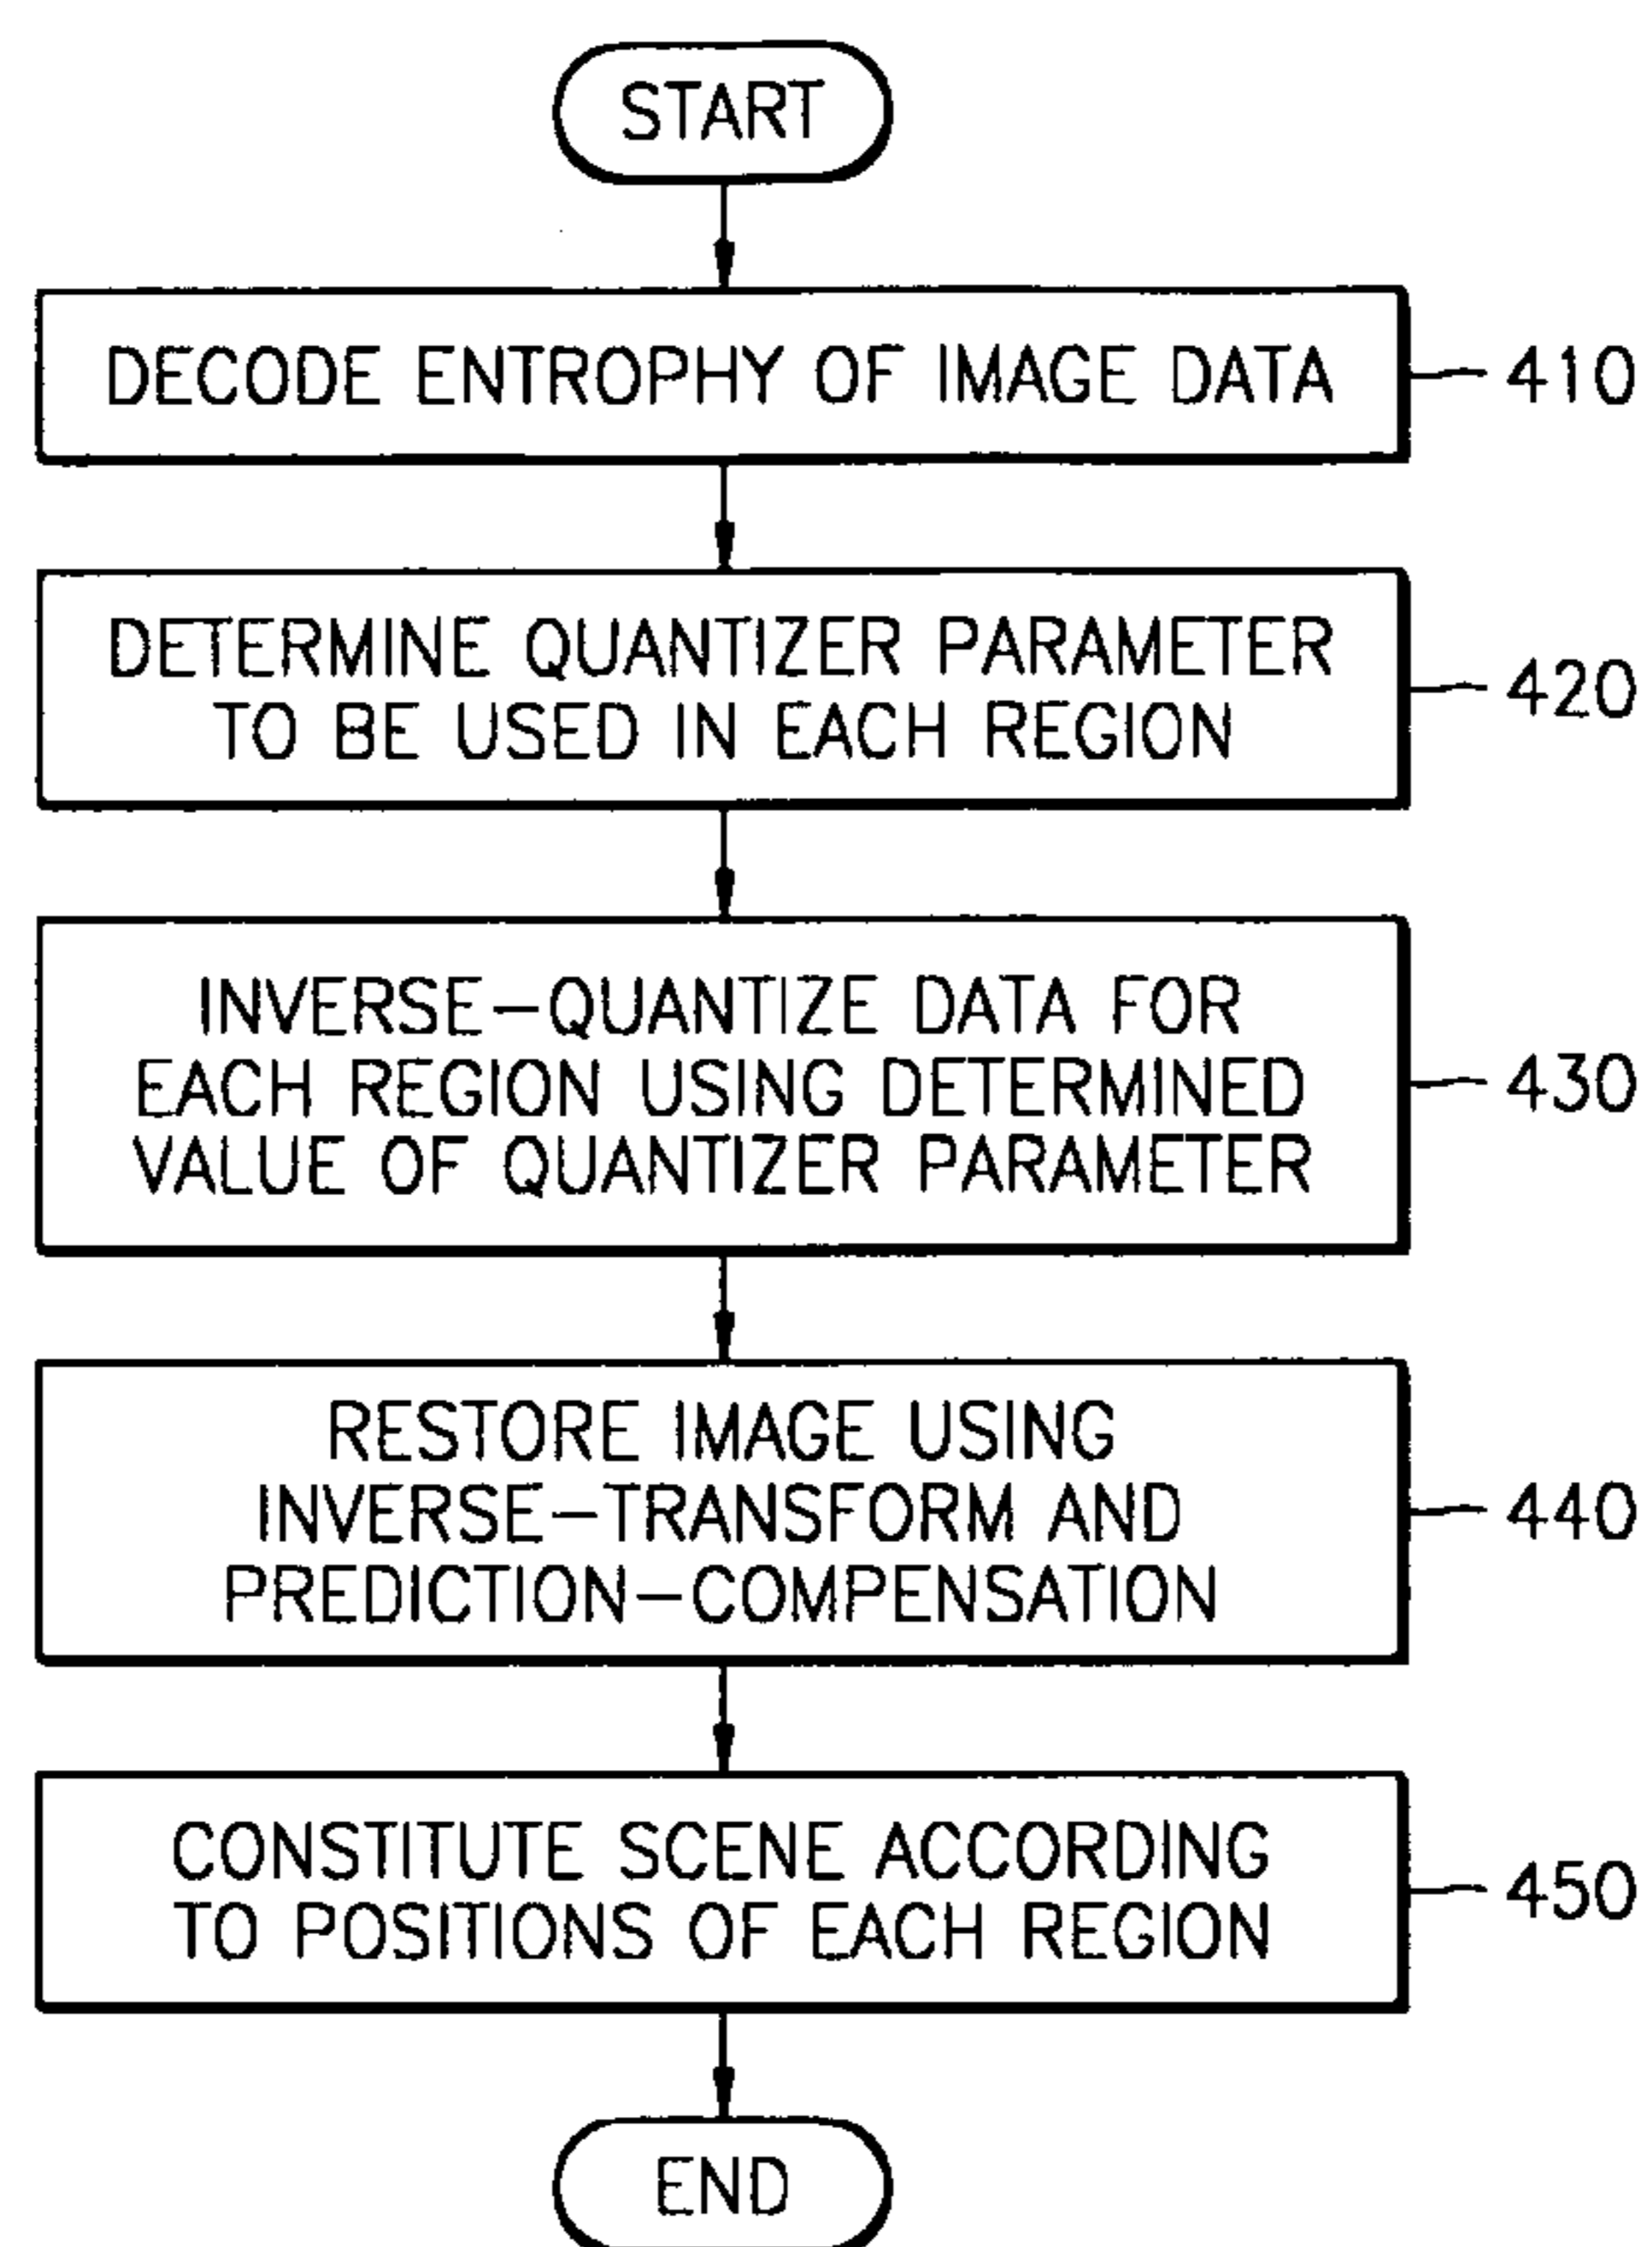 START
DECODE ENTROPHY OF IMAGE DATA
410
DETERMINE QUANTIZER PARAMETER
TO BE USED IN EACH REGION
420
INVERSE-QUANTIZE DATA FOR
EACH REGION USING DETERMINED
VALUE OF QUANTIZER PARAMETER
430
RESTORE IMAGE USING
INVERSE-TRANSFORM AND
PREDICTION-COMPENSATION
440
CONSTITUTE SCENE ACCORDING
TO POSITIONS OF EACH REGION
450
END